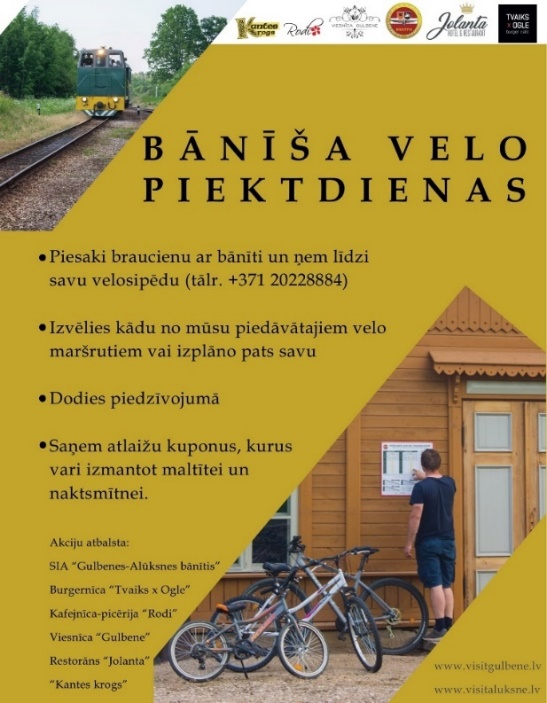 Kantes
Krogs
Rodi
VIESNĪCA GULBENE
Jolanta
HOTEL & RESTAURANT
TVAIKS
X OGLE
BĀNĪŠA VELO
PIEKTDIENAS
• Piesaki braucienu ar bānīti un ņem līdzi
savu velosipēdu (tālr. +371 20228884)
• Izvēlies kādu no mūsu piedāvātajiem velo
maršrutiem vai izplāno pats savu
• Dodies piedzīvojumā
• Saņem atlaižu kuponus, kurus
vari izmantot maltītei un
naktsmītnei.
Akciju atbalsta:
SIA "Gulbenes-Alūksnes bānītis"
Burgernīca "Tvaiks x Ogle"
Kafejnīca-picērija "Rodi"
Viesnīca "Gulbene"
Restorāns "Jolanta"
"Kantes krogs"
www.visitgulbene.lv
www.visitaluksne.lv